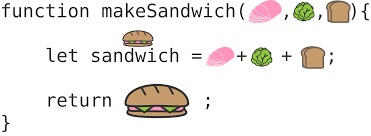 function makeSandwich( , , ){
let sandwich = + + ;
return ;
}